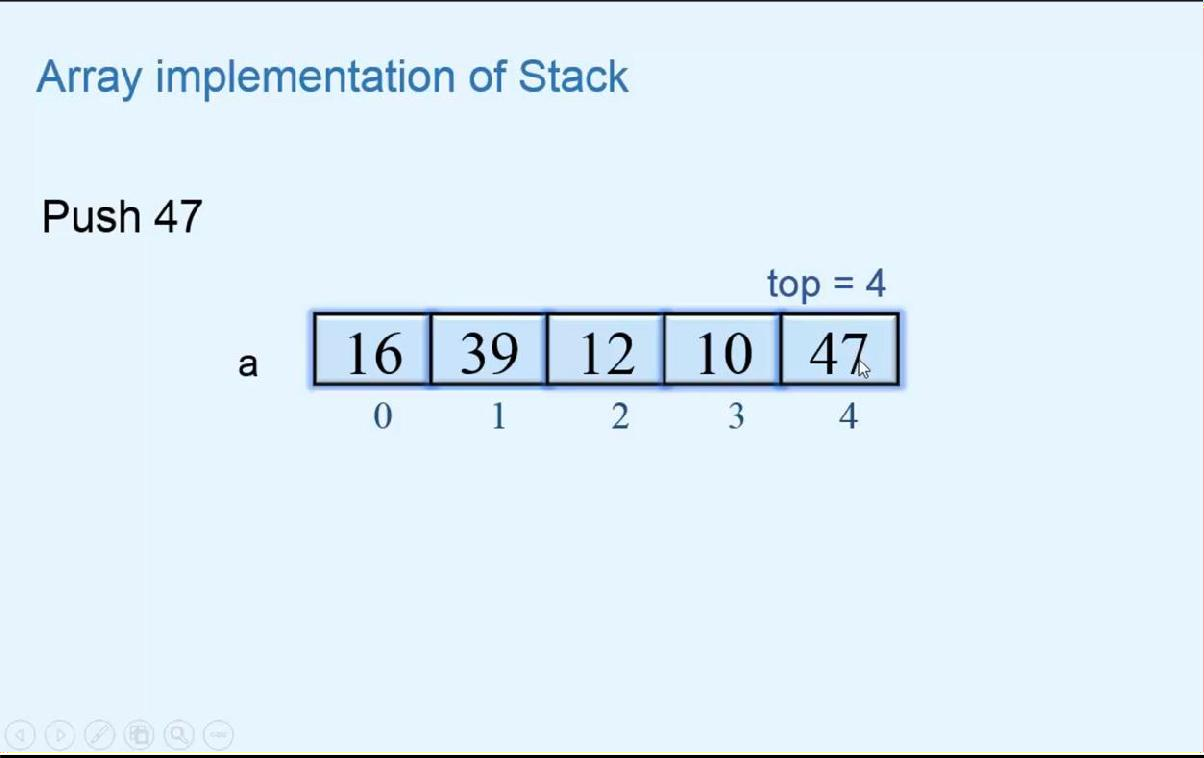 Array implementation of Stack
Push 47
top = 4
a 16 39 12 10 47
0 1 2 3 4